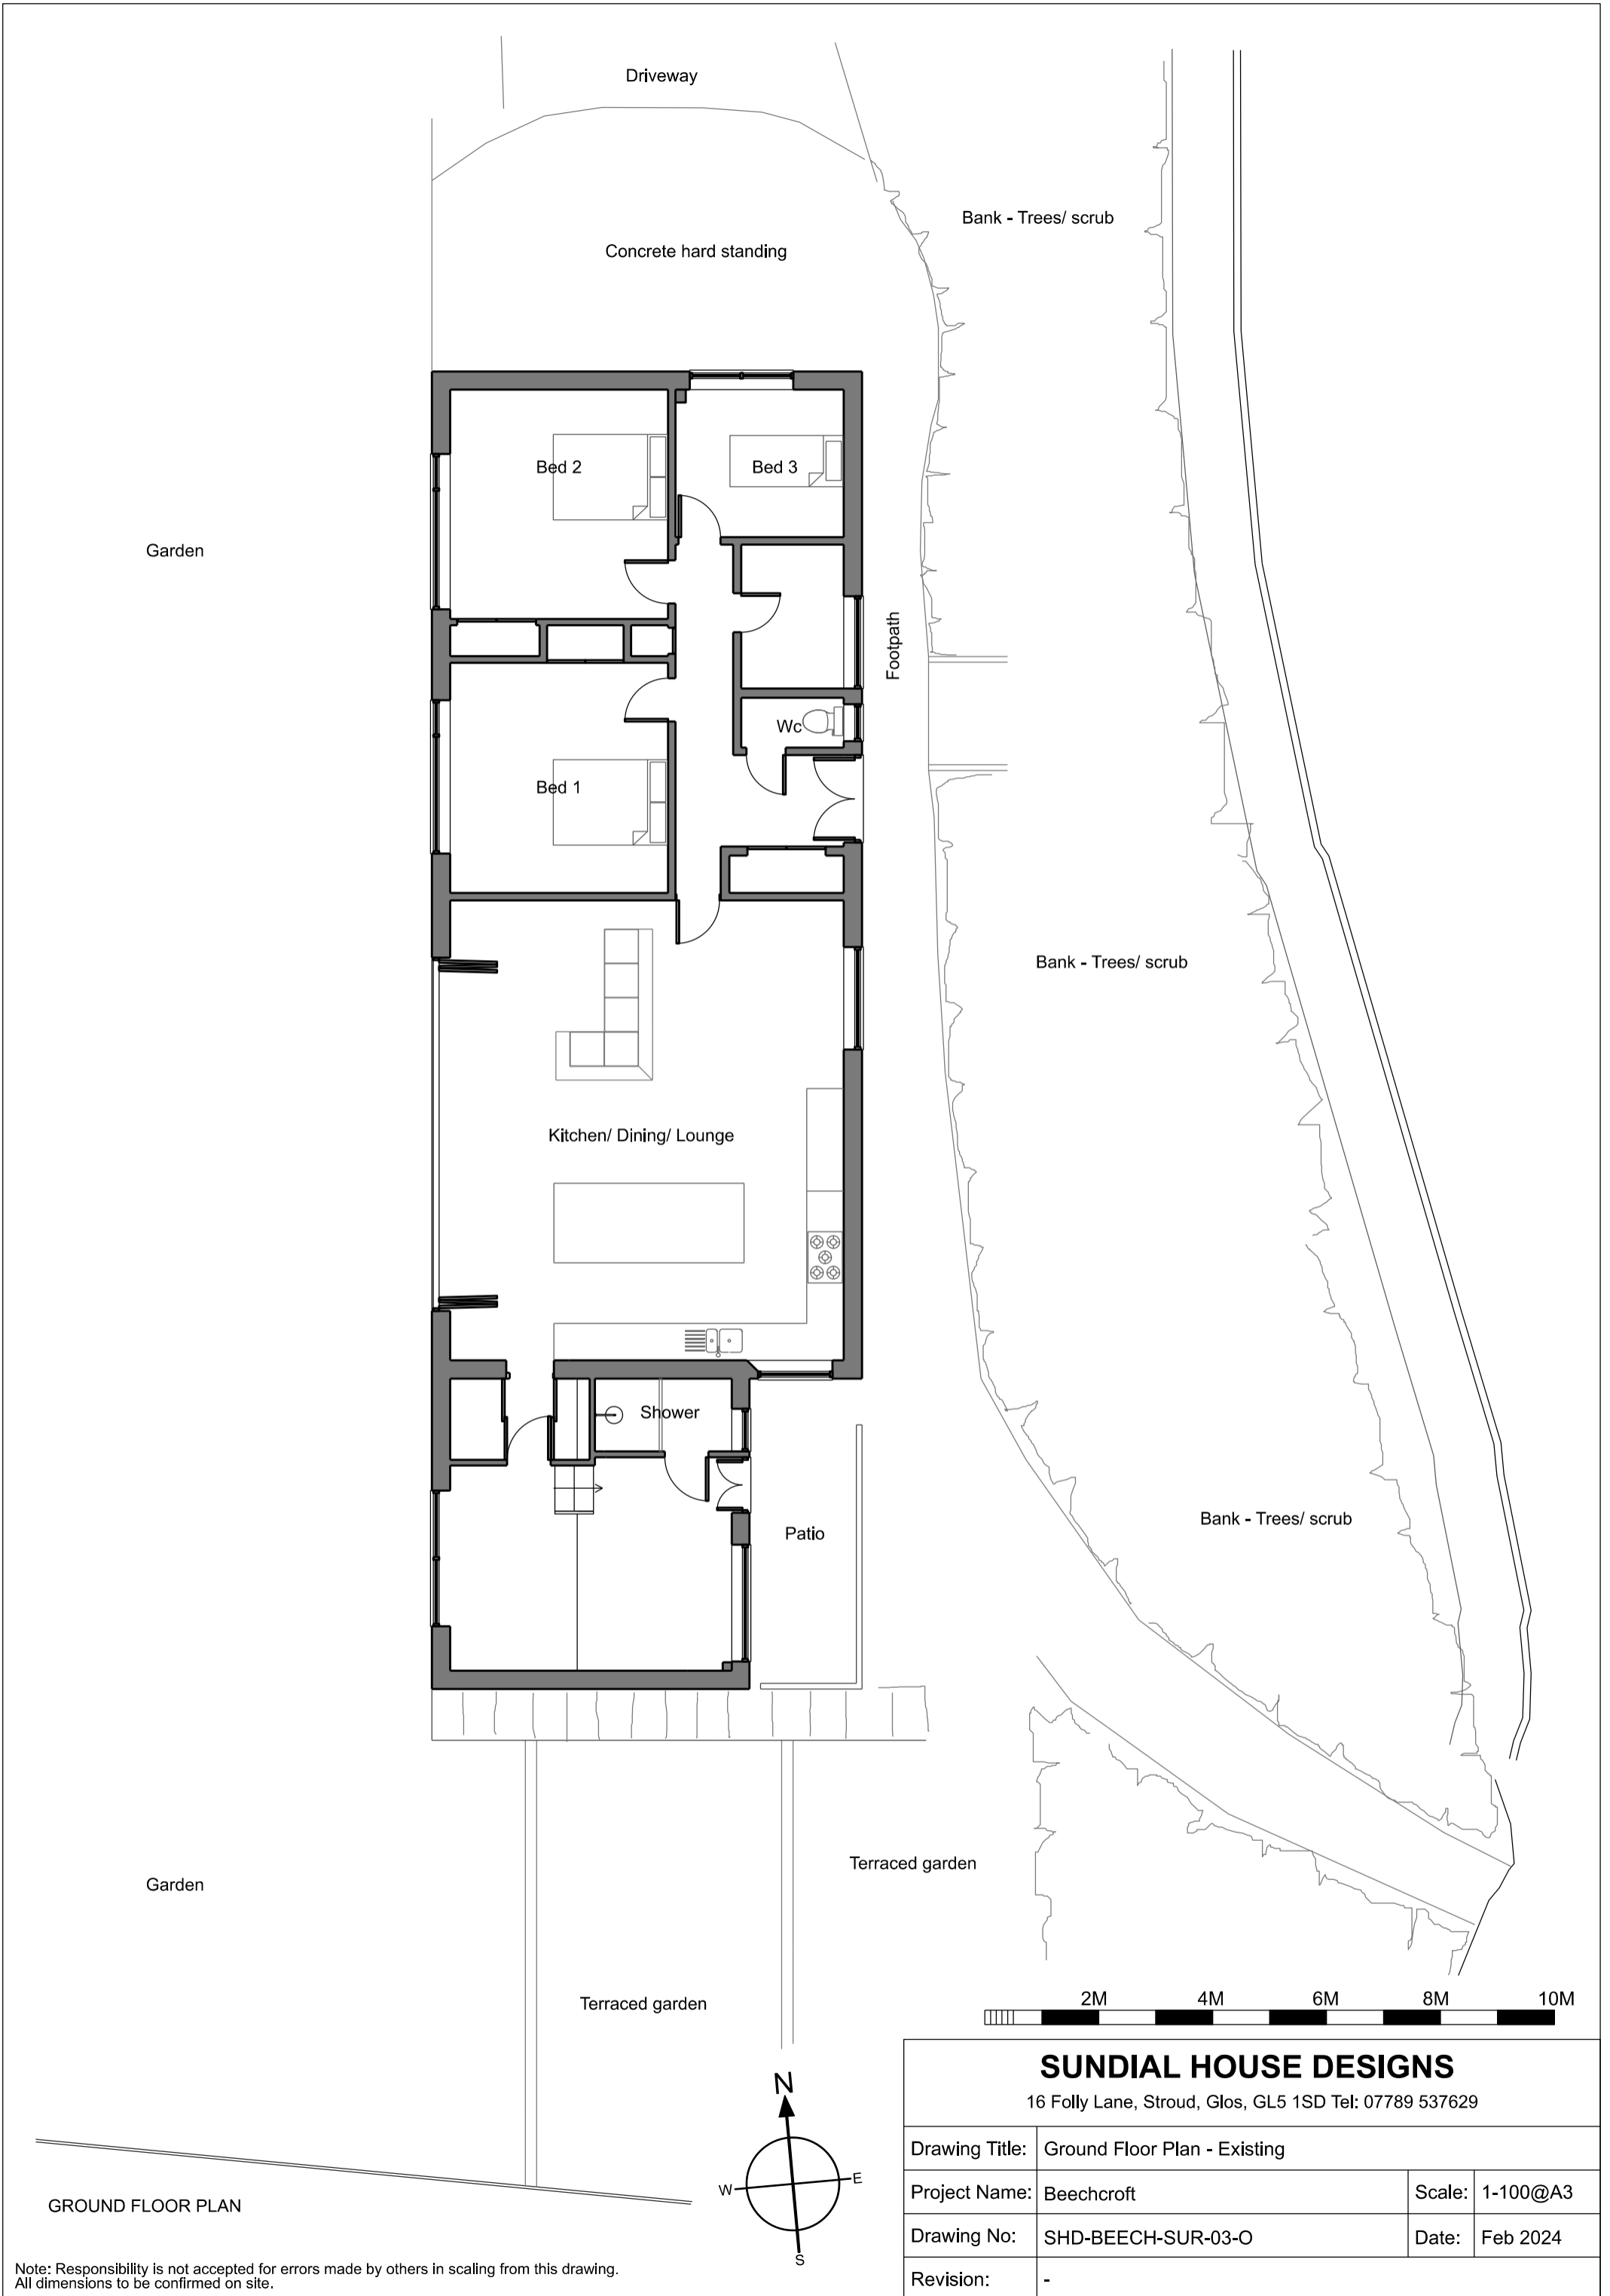 Driveway
Bank - Trees/ scrub
Concrete hard standing
Bed 2
Bed 3
Garden
Footpath
Wc
Bed 1
Bank - Trees/ scrub
Kitchen/ Dining/ Lounge
Shower
Bank - Trees/ scrub
Patio
Terraced garden
Garden
Terraced garden
2M 4M 6M 8M 10M
SUNDIAL HOUSE DESIGNS
16 Folly Lane, Stroud, Glos, GL5 1SD Tel: 07789 537629
Drawing Title: Ground Floor Plan - Existing
Project Name: Beechcroft Scale: 1-100@A3
Drawing No: SHD-BEECH-SUR-03-O Date: Feb 2024
Revision: -
N
W E
S
GROUND FLOOR PLAN
Note: Responsibility is not accepted for errors made by others in scaling from this drawing.
All dimensions to be confirmed on site.